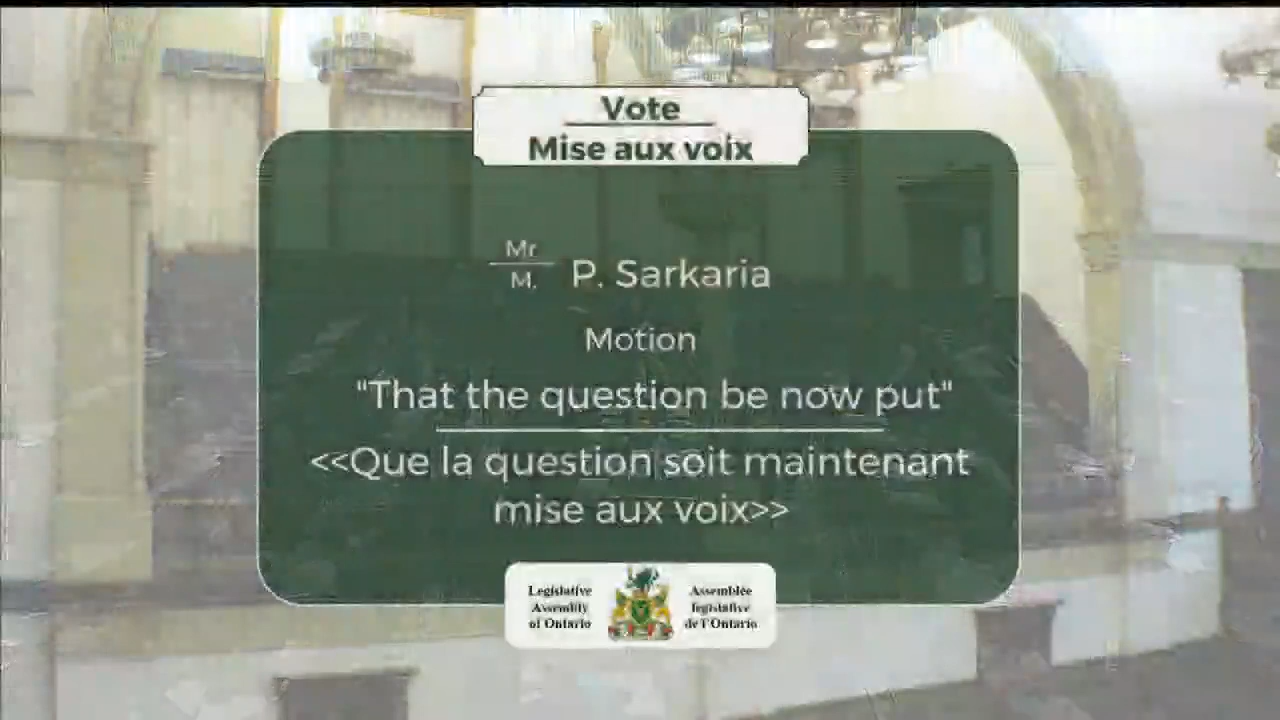 Vote
Mise aux voix
Mr
M.
P. Sarkaria
Motion
"That the question be now put"
<<Que la question soit maintenant
mise aux voix>>
Legislative
Assembly
of Ontario
Assemblée
législative
de l'Ontario